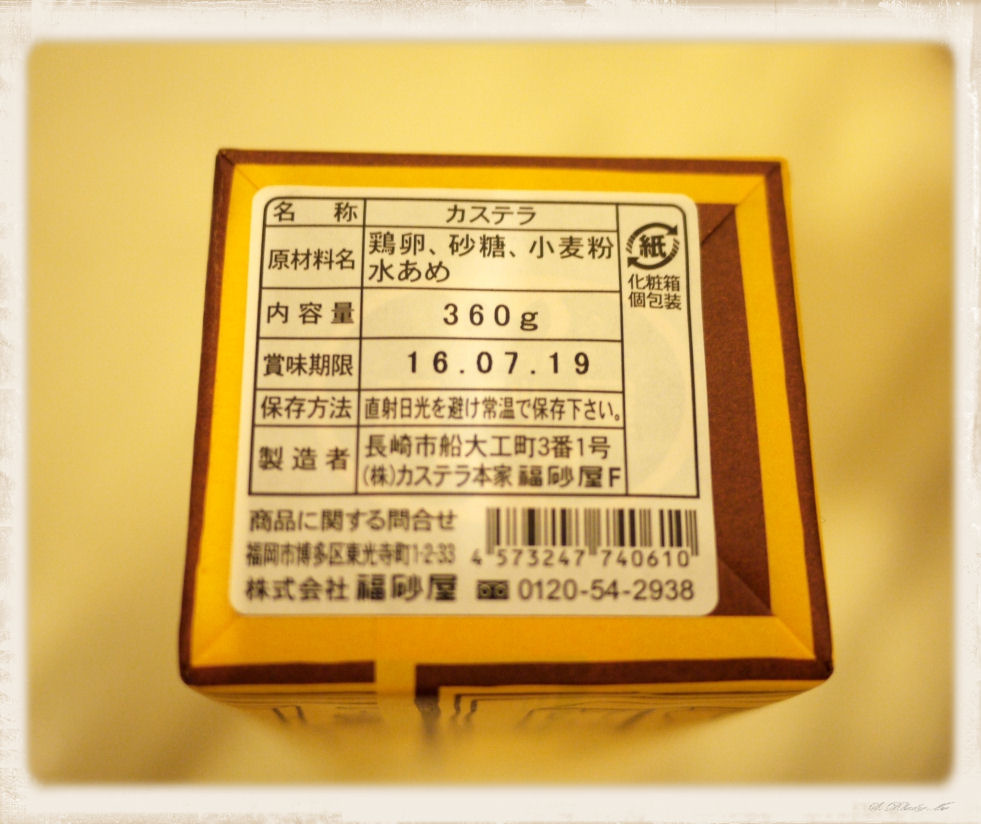 名称 カステラ
原材料名 鶏卵、砂糖、小麦粉
水あめ
紙
化粧箱
個包装
内容量 360g
賞味期限 16.07.19
保存方法 直射日光を避け常温で保存下さい。
製造者 長崎市船大工町3番1号
(株)カステラ本家 福砂屋F
商品に関する問合せ
福岡市博多区東光寺町1-2-33
株式会社 福砂屋 0120-54-2938
4 573247 740610